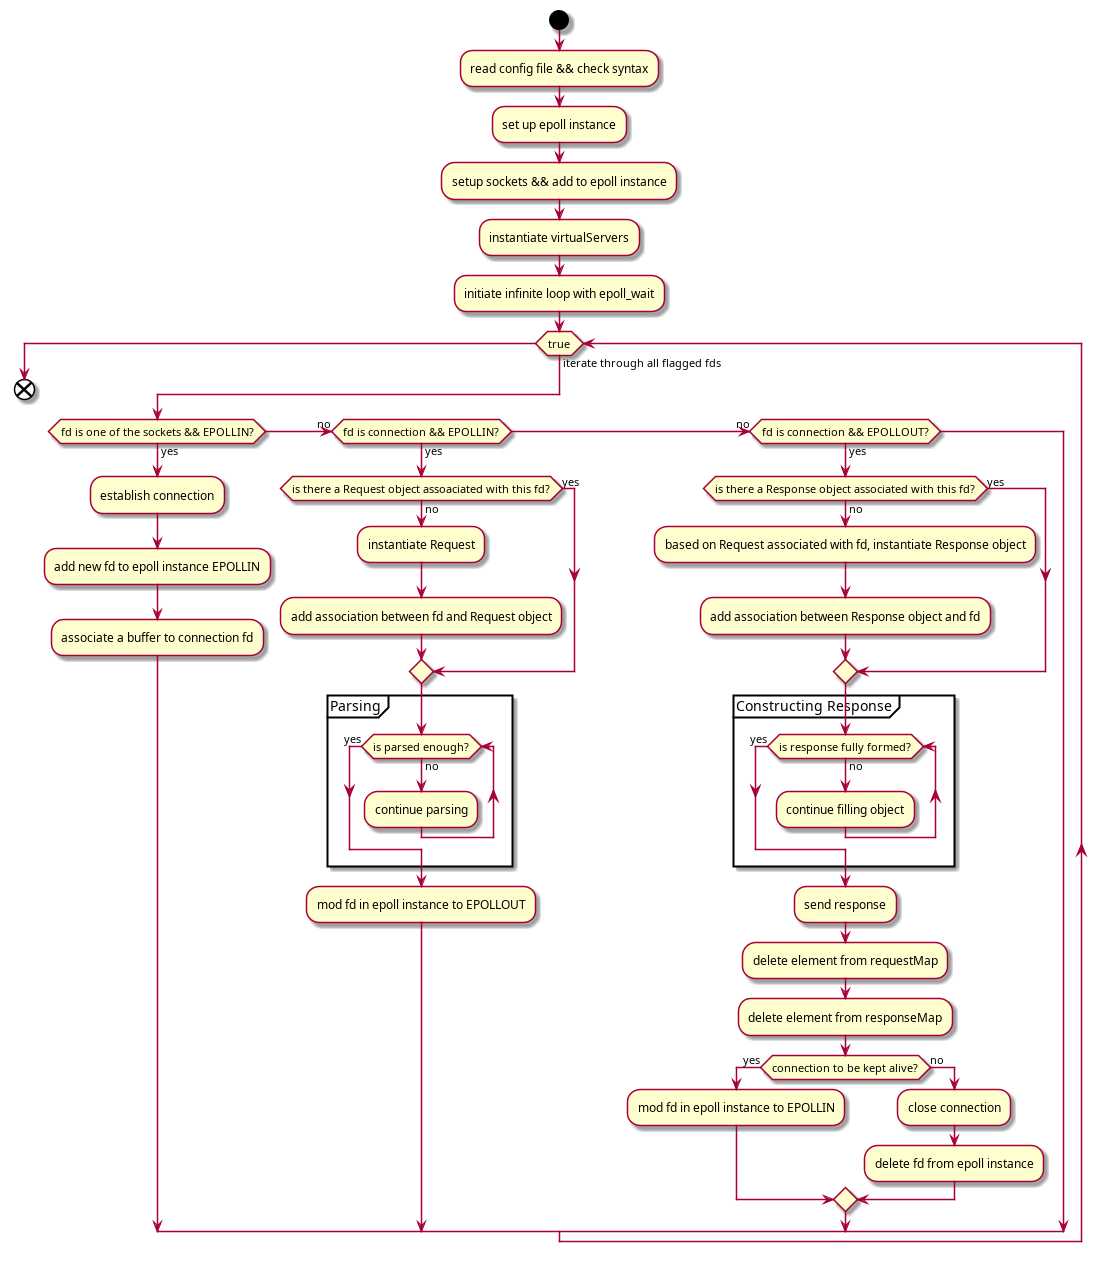 read config file && check syntax
set up epoll instance
setup sockets && add to epoll instance
instantiate virtualServers
initiate infinite loop with epoll_wait
true
iterate through all flagged fds
fd is one of the sockets && EPOLLIN?
yes
establish connection
add new fd to epoll instance EPOLLIN
associate a buffer to connection fd
no
fd is connection && EPOLLIN?
yes
is there a Request object assoaciated with this fd?
yes
no
instantiate Request
add association between fd and Request object
Parsing
yes
is parsed enough?
no
continue parsing
mod fd in epoll instance to EPOLLOUT
no
fd is connection && EPOLLOUT?
yes
is there a Response object associated with this fd?
yes
no
based on Request associated with fd, instantiate Response object
add association between Response object and fd
Constructing Response
yes
is response fully formed?
no
continue filling object
send response
delete element from requestMap
delete element from responseMap
yes
connection to be kept alive?
no
mod fd in epoll instance to EPOLLIN
close connection
delete fd from epoll instance